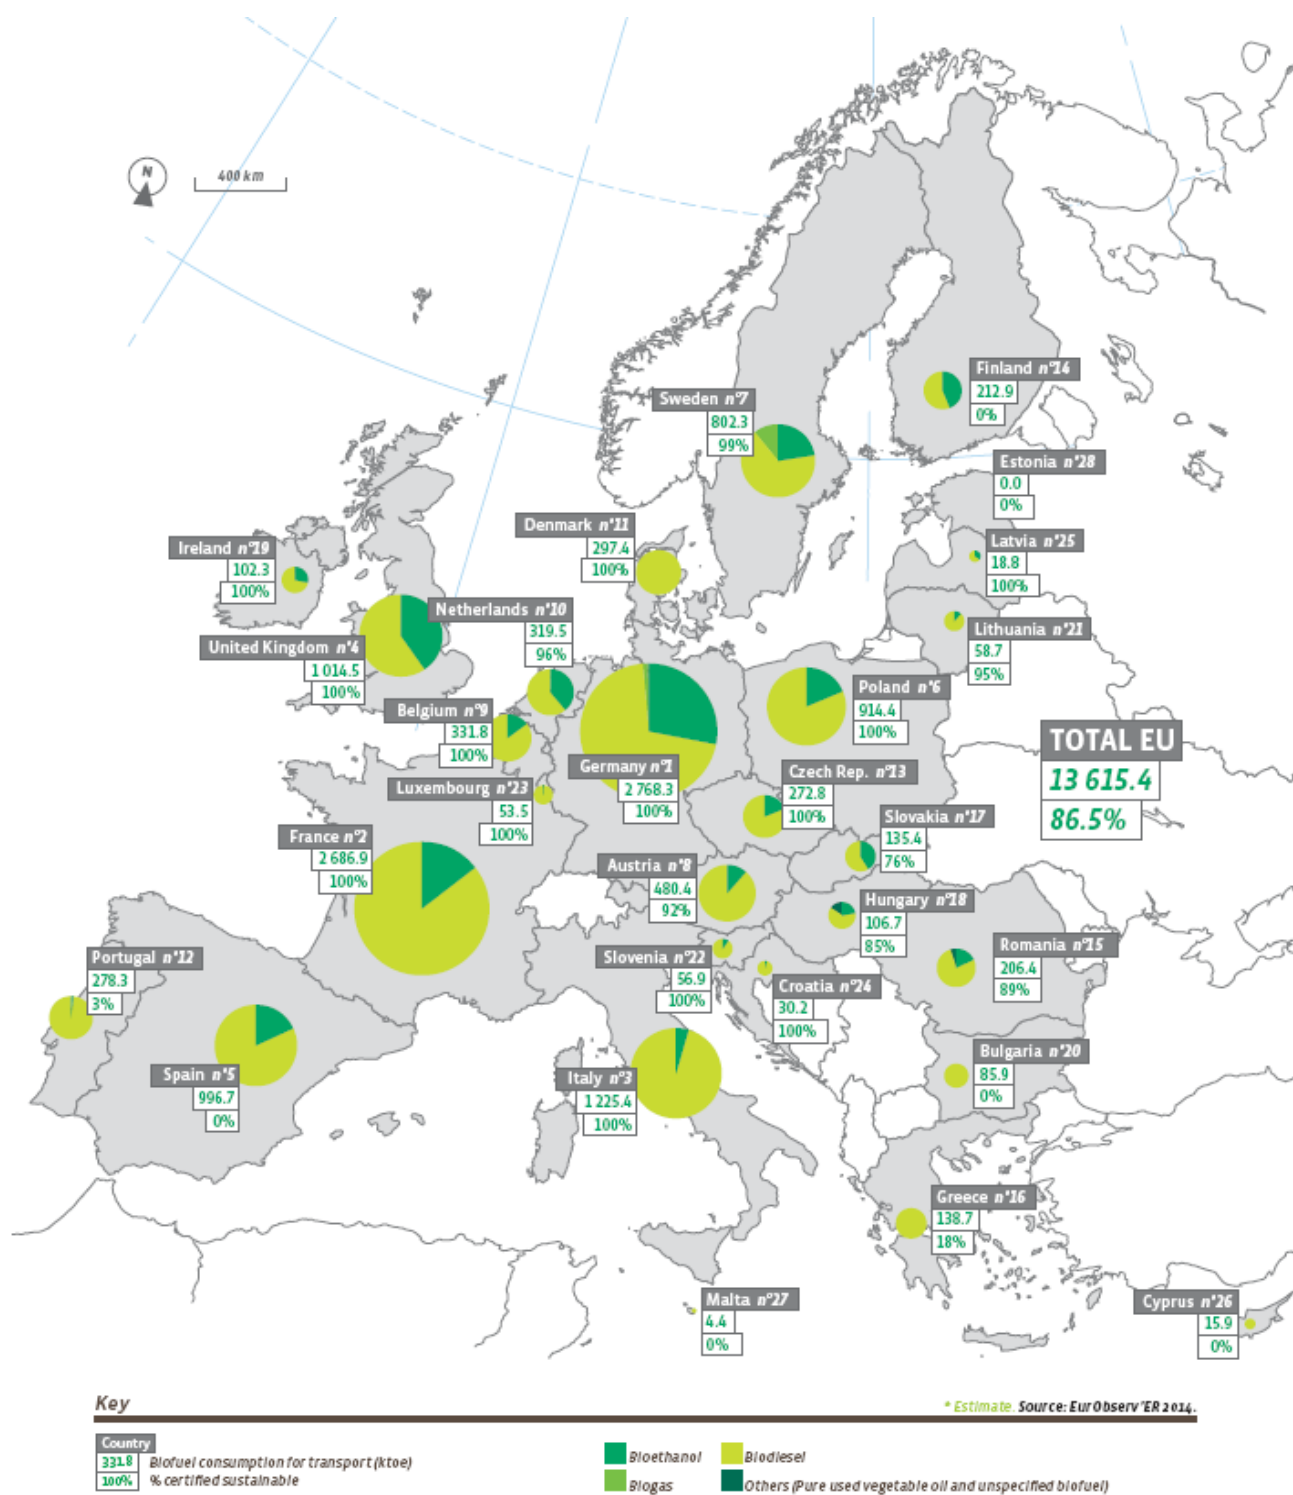 N
400 km
Finland n°14
212.9
0%
Sweden n°7
802.3
99%
Estonia n°28
0.0
0%
Denmark n°11
297.4
100%
Latvia n°25
18.8
100%
Ireland n°19
102.3
100%
Netherlands n°10
319.5
96%
Lithuania n°21
58.7
95%
United Kingdom n°4
1 014.5
100%
Poland n°6
914.4
100%
Belgium n°9
331.8
100%
TOTAL EU
13 615.4
86.5%
Germany n°1
2 768.3
100%
Czech Rep. n°13
272.8
100%
Luxembourg n°23
53.5
100%
Slovakia n°17
135.4
76%
France n°2
2 686.9
100%
Austria n°8
480.4
92%
Hungary n°18
106.7
85%
Romania n°15
206.4
89%
Portugal n°12
278.3
3%
Slovenia n°22
56.9
100%
Croatia n°24
30.2
100%
Bulgaria n°20
85.9
0%
Spain n°5
996.7
0%
Italy n°3
1 225.4
100%
Greece n°16
138.7
18%
Malta n°27
4.4
0%
Cyprus n°26
15.9
0%
Key
* Estimate. Source: EurObserv'ER 2014.
Country
331.8 Biofuel consumption for transport (ktoe)
100% % certified sustainable
Bioethanol
Biodiesel
Biogas
Others (Pure used vegetable oil and unspecified biofuel)